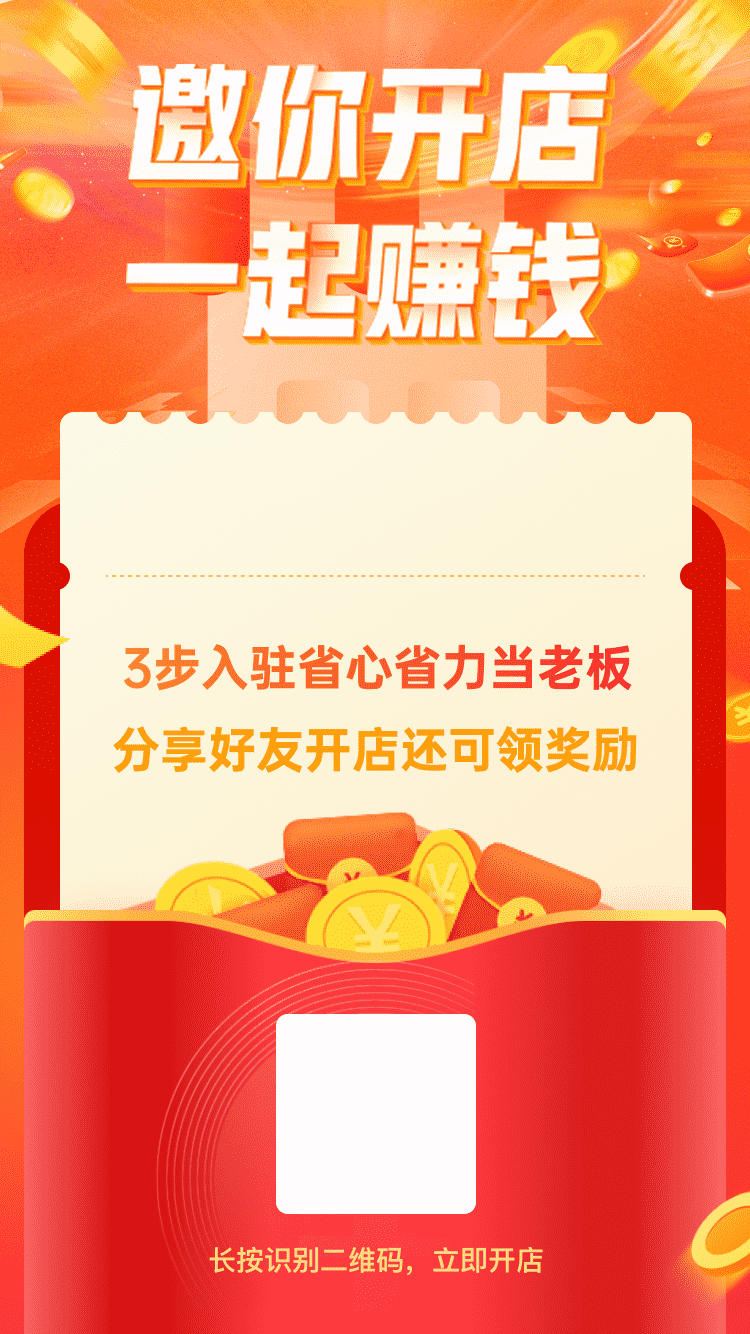 邀你开店
一起赚钱
3步入驻省心省力当老板
分享好友开店还可领奖励
长按识别二维码，立即开店